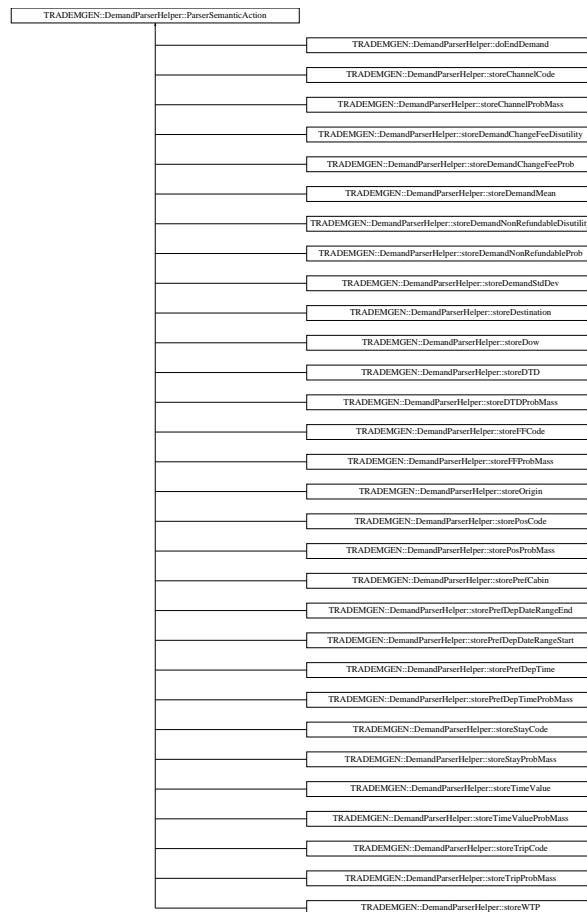 TRADEMGEN::DemandParserHelper::ParserSemanticAction
TRADEMGEN::DemandParserHelper::doEndDemand
TRADEMGEN::DemandParserHelper::storeChannelCode
TRADEMGEN::DemandParserHelper::storeChannelProbMass
TRADEMGEN::DemandParserHelper::storeDemandChangeFeeDisutility
TRADEMGEN::DemandParserHelper::storeDemandChangeFeeProb
TRADEMGEN::DemandParserHelper::storeDemandMean
TRADEMGEN::DemandParserHelper::storeDemandNonRefundableDisutility
TRADEMGEN::DemandParserHelper::storeDemandNonRefundableProb
TRADEMGEN::DemandParserHelper::storeDemandStdDev
TRADEMGEN::DemandParserHelper::storeDestination
TRADEMGEN::DemandParserHelper::storeDow
TRADEMGEN::DemandParserHelper::storeDTD
TRADEMGEN::DemandParserHelper::storeDTDProbMass
TRADEMGEN::DemandParserHelper::storeFFCode
TRADEMGEN::DemandParserHelper::storeFFProbMass
TRADEMGEN::DemandParserHelper::storeOrigin
TRADEMGEN::DemandParserHelper::storePosCode
TRADEMGEN::DemandParserHelper::storePosProbMass
TRADEMGEN::DemandParserHelper::storePrefCabin
TRADEMGEN::DemandParserHelper::storePrefDepDateRangeEnd
TRADEMGEN::DemandParserHelper::storePrefDepDateRangeStart
TRADEMGEN::DemandParserHelper::storePrefDepTime
TRADEMGEN::DemandParserHelper::storePrefDepTimeProbMass
TRADEMGEN::DemandParserHelper::storeStayCode
TRADEMGEN::DemandParserHelper::storeStayProbMass
TRADEMGEN::DemandParserHelper::storeTimeValue
TRADEMGEN::DemandParserHelper::storeTimeValueProbMass
TRADEMGEN::DemandParserHelper::storeTripCode
TRADEMGEN::DemandParserHelper::storeTripProbMass
TRADEMGEN::DemandParserHelper::storeWTP